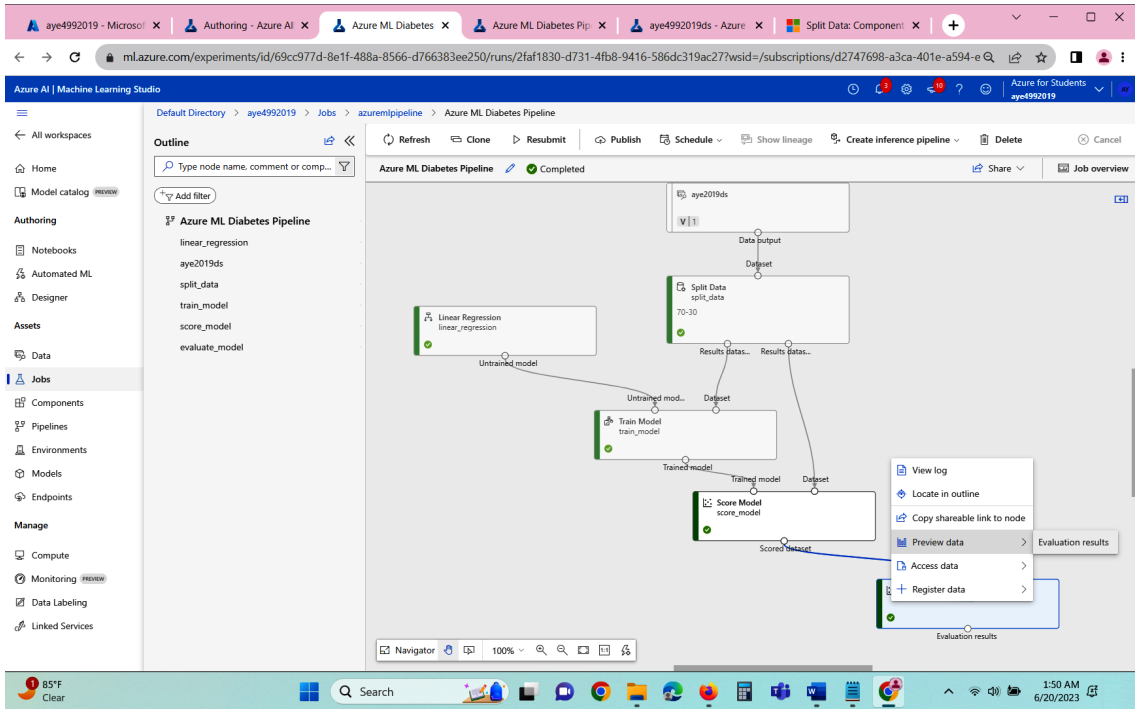 aye4992019 - Microsof
Authoring - Azure AI
Azure ML Diabetes
Azure ML Diabetes Pip
aye4992019ds - Azure
Split Data: Component
ml.azure.com/experiments/id/69cc977d-8e1f-488a-8566-d766383ee250/runs/2faf1830-d731-4fb8-9416-586dc319ac27?wsid=/subscriptions/d2747698-a3ca-401e-a594-e
Azure AI | Machine Learning Studio
3
10
?
Azure for Students
aye4992019
AY
Default Directory > aye4992019 > Jobs > azuremlpipeline > Azure ML Diabetes Pipeline
All workspaces
Home
Model catalog PREVIEW
Authoring
Notebooks
Automated ML
Designer
Assets
Data
Jobs
Components
Pipelines
Environments
Models
Endpoints
Manage
Compute
Monitoring PREVIEW
Data Labeling
Linked Services
Outline
Type node name, comment or comp...
Add filter
Azure ML Diabetes Pipeline
linear_regression
aye2019ds
split_data
train_model
score_model
evaluate_model
Refresh
Clone
Resubmit
Publish
Schedule
Show lineage
Create inference pipeline
Delete
Cancel
Azure ML Diabetes Pipeline
Completed
Share
Job overview
aye2019ds
V | 1
Data output
Dataset
Split Data
split_data
70-30
Results datas...
Results datas...
Linear Regression
linear_regression
Untrained model
Untrained mod...
Dataset
Train Model
train_model
Trained model
Trained model
Dataset
Score Model
score_model
Scored dataset
View log
Locate in outline
Copy shareable link to node
Preview data
Evaluation results
Access data
Register data
Evaluation results
Navigator
100%
1:1
1
85°F
Clear
Search
1:50 AM
6/20/2023